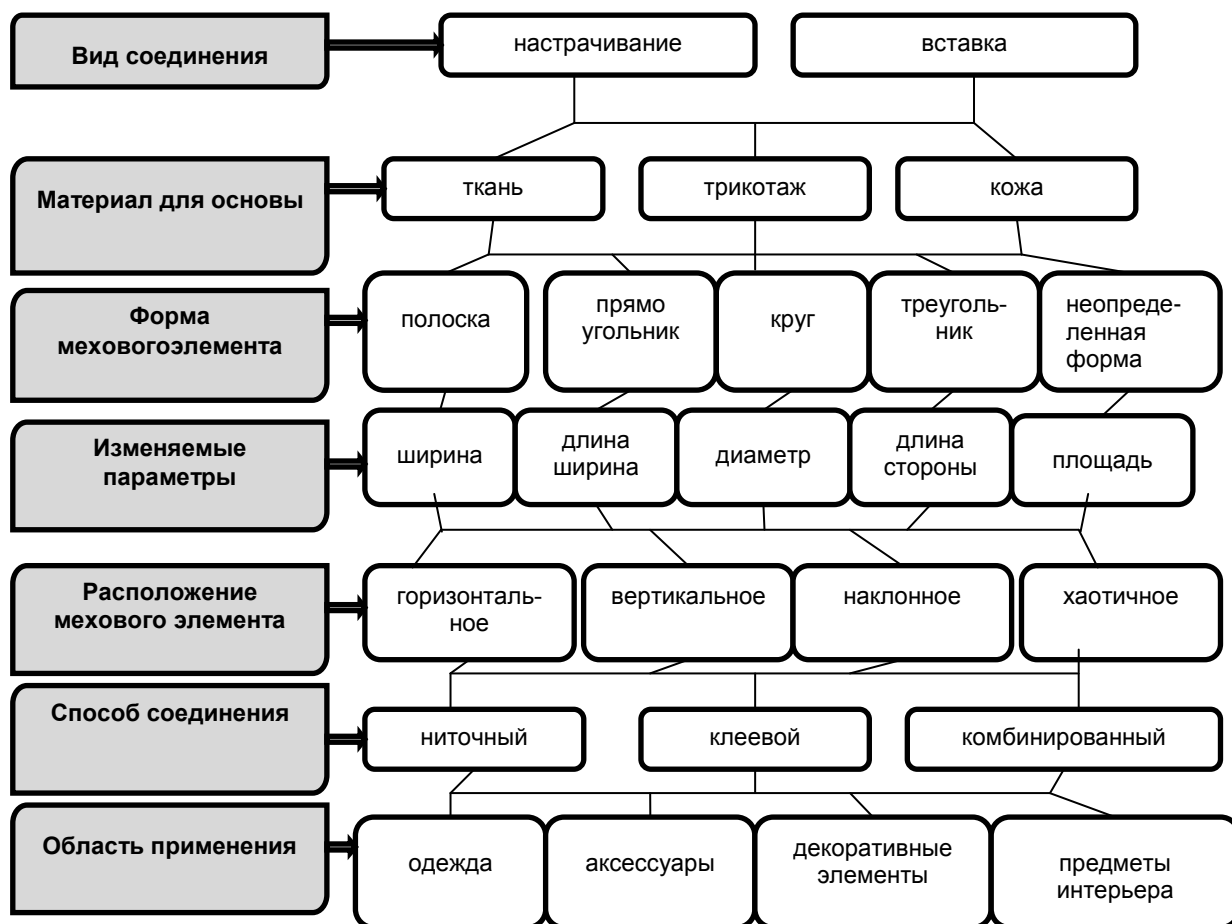 Вид соединения
настрачивание
вставка
Материал для основы
ткань
трикотаж
кожа
Форма
меховогоэлемента
полоска
прямо
угольник
круг
треуголь-
ник
неопреде-
ленная
форма
Изменяемые
параметры
ширина
длина
ширина
диаметр
длина
стороны
площадь
Расположение
мехового элемента
горизонталь-
ное
вертикальное
наклонное
хаотичное
Способ соединения
ниточный
клеевой
комбинированный
Область применения
одежда
аксессуары
декоративные
элементы
предметы
интерьера